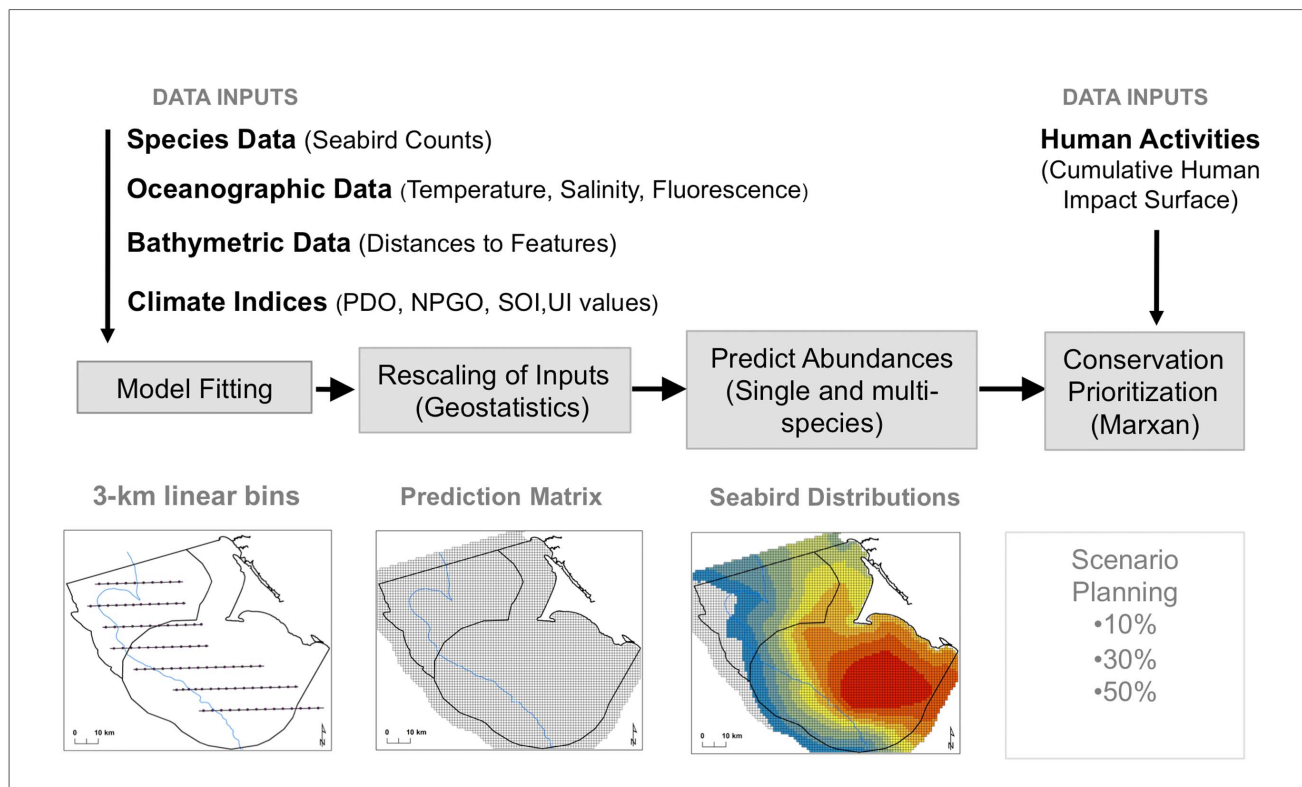 DATA INPUTS
Species Data (Seabird Counts)
Oceanographic Data (Temperature, Salinity, Fluorescence)
Bathymetric Data (Distances to Features)
Climate Indices (PDO, NPGO, SOI,UI values)
DATA INPUTS
Human Activities
(Cumulative Human
Impact Surface)
Model Fitting
Rescaling of Inputs
(Geostatistics)
Predict Abundances
(Single and multi-
species)
Conservation
Prioritization
(Marxan)
3-km linear bins
0 10 km
N
Prediction Matrix
0 10 km
N
Seabird Distributions
0 10 km
N
Scenario
Planning
•10%
•30%
•50%